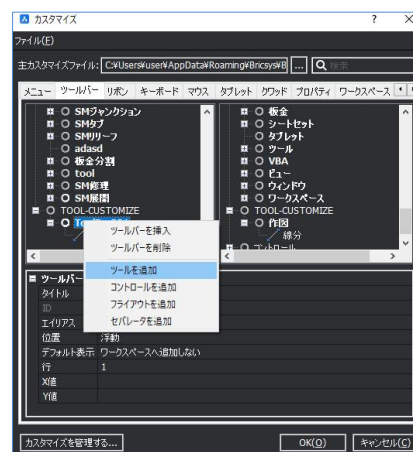 カスタマイズ
ファイル(E)
主カスタマイズファイル: C:¥Users¥user¥AppData¥Roaming¥Bricsys¥B ... 検索
メニュー ツールバー リボン キーボード マウス タブレット クワッド プロパティ ワークスペース
SMジャンクション
SMタブ
SMリリーフ
adasd
板金分割
tool
SM修理
SM展開
TOOL-CUSTOMIZE
板金
シートセット
タブレット
ツール
VBA
ビュー
ウィンドウ
ワークスペース
TOOL-CUSTOMIZE
作図
線分
コントロール
ツールバーを挿入
ツールバーを削除
ツールを追加
コントロールを追加
フライアウトを追加
セパレータを追加
ツールバー
タイトル
ID
エイリアス
位置 浮動
デフォルト表示 ワークスペースへ追加しない
行 1
X値
Y値
カスタマイズを管理する... OK(O) キャンセル(C)